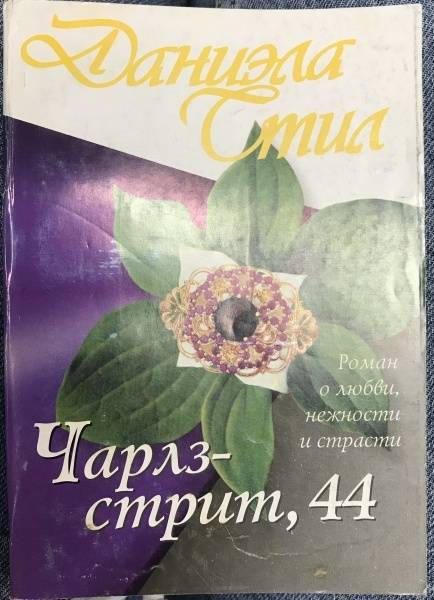 Даниэла
Стил
Роман
о любви,
нежности
и страсти
Чарлз-
стрит, 44